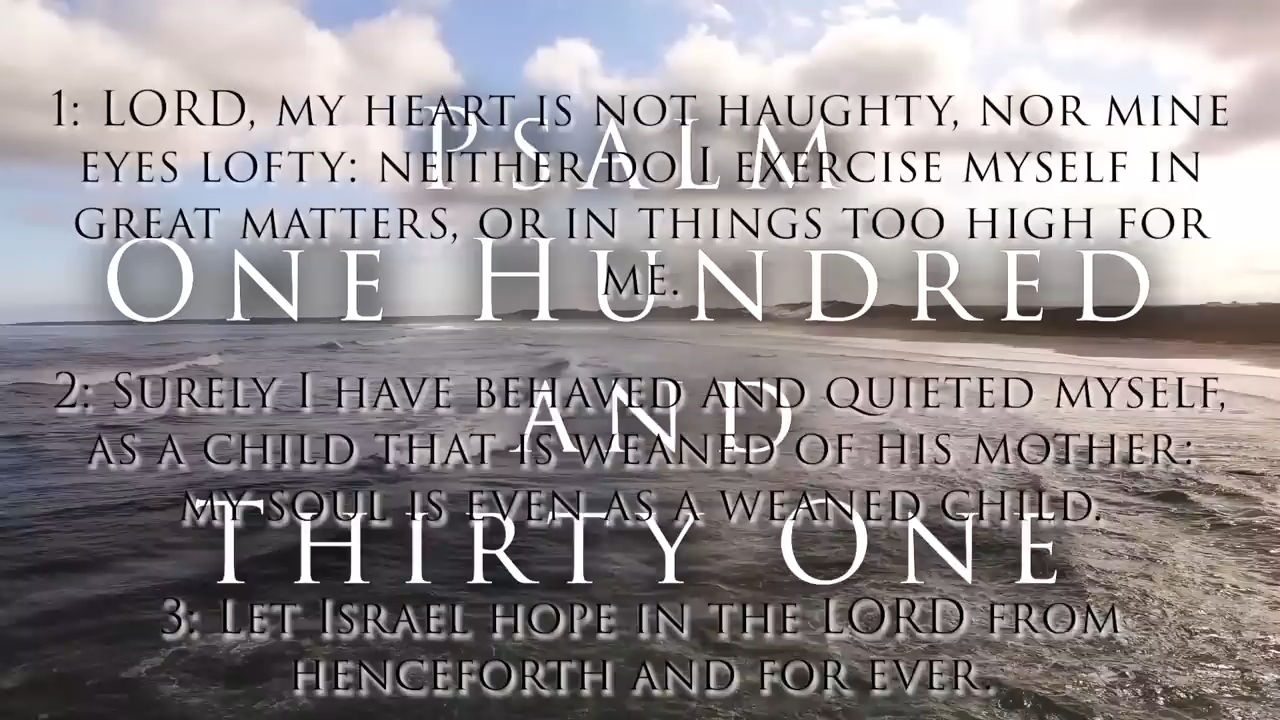 1: LORD, MY HEART IS NOT HAUGHTY, NOR MINE
PSALM
EYES LOFTY: NEITHER DO I EXERCISE MYSELF IN
GREAT MATTERS, OR IN THINGS TOO HIGH FOR
ME.
ONE HUNDRED
2: SURELY I HAVE BEHAVED AND QUIETED MYSELF,
AND
AS A CHILD THAT IS WEANED OF HIS MOTHER:
MY SOUL IS EVEN AS A WEANED CHILD.
THIRTY ONE
3: LET ISRAEL HOPE IN THE LORD FROM
HENCEFORTH AND FOR EVER.